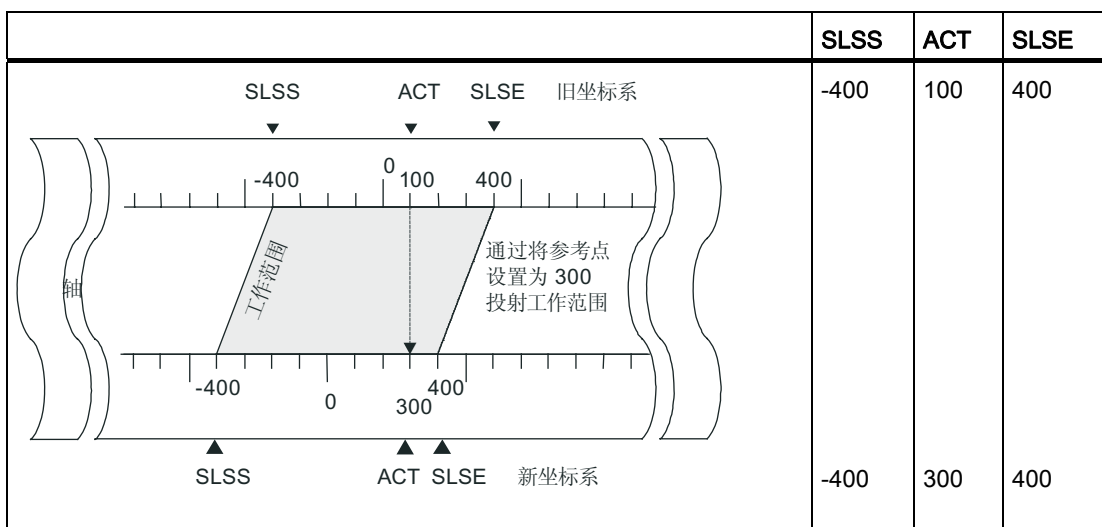 SLSS ACT SLSE
SLSS ACT SLSE 旧坐标系
-400 100 400
-400 0 100 400
轴
工作范围
通过将参考点
设置为 300
投射工作范围
-400 0 300 400
SLSS ACT SLSE 新坐标系
-400 300 400